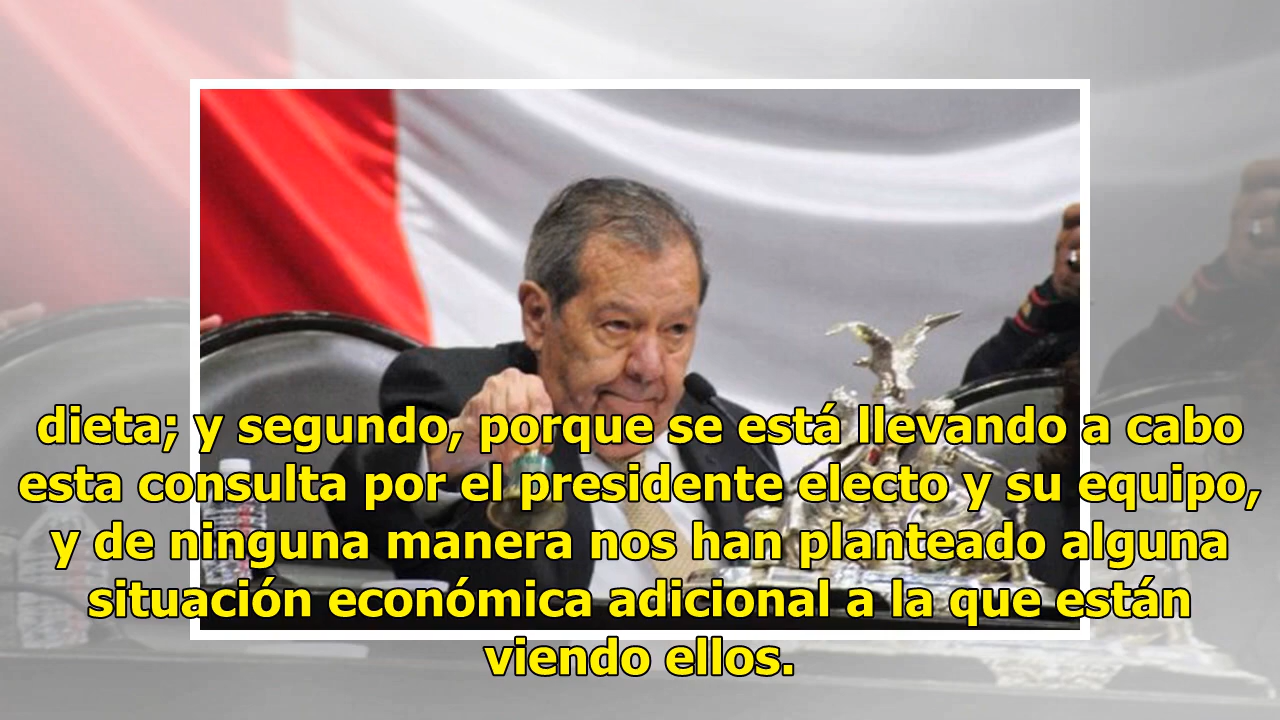 dieta; y segundo, porque se está llevando a cabo
esta consulta por el presidente electo y su equipo,
y de ninguna manera nos han planteado alguna
situación económica adicional a la que están
viendo ellos.